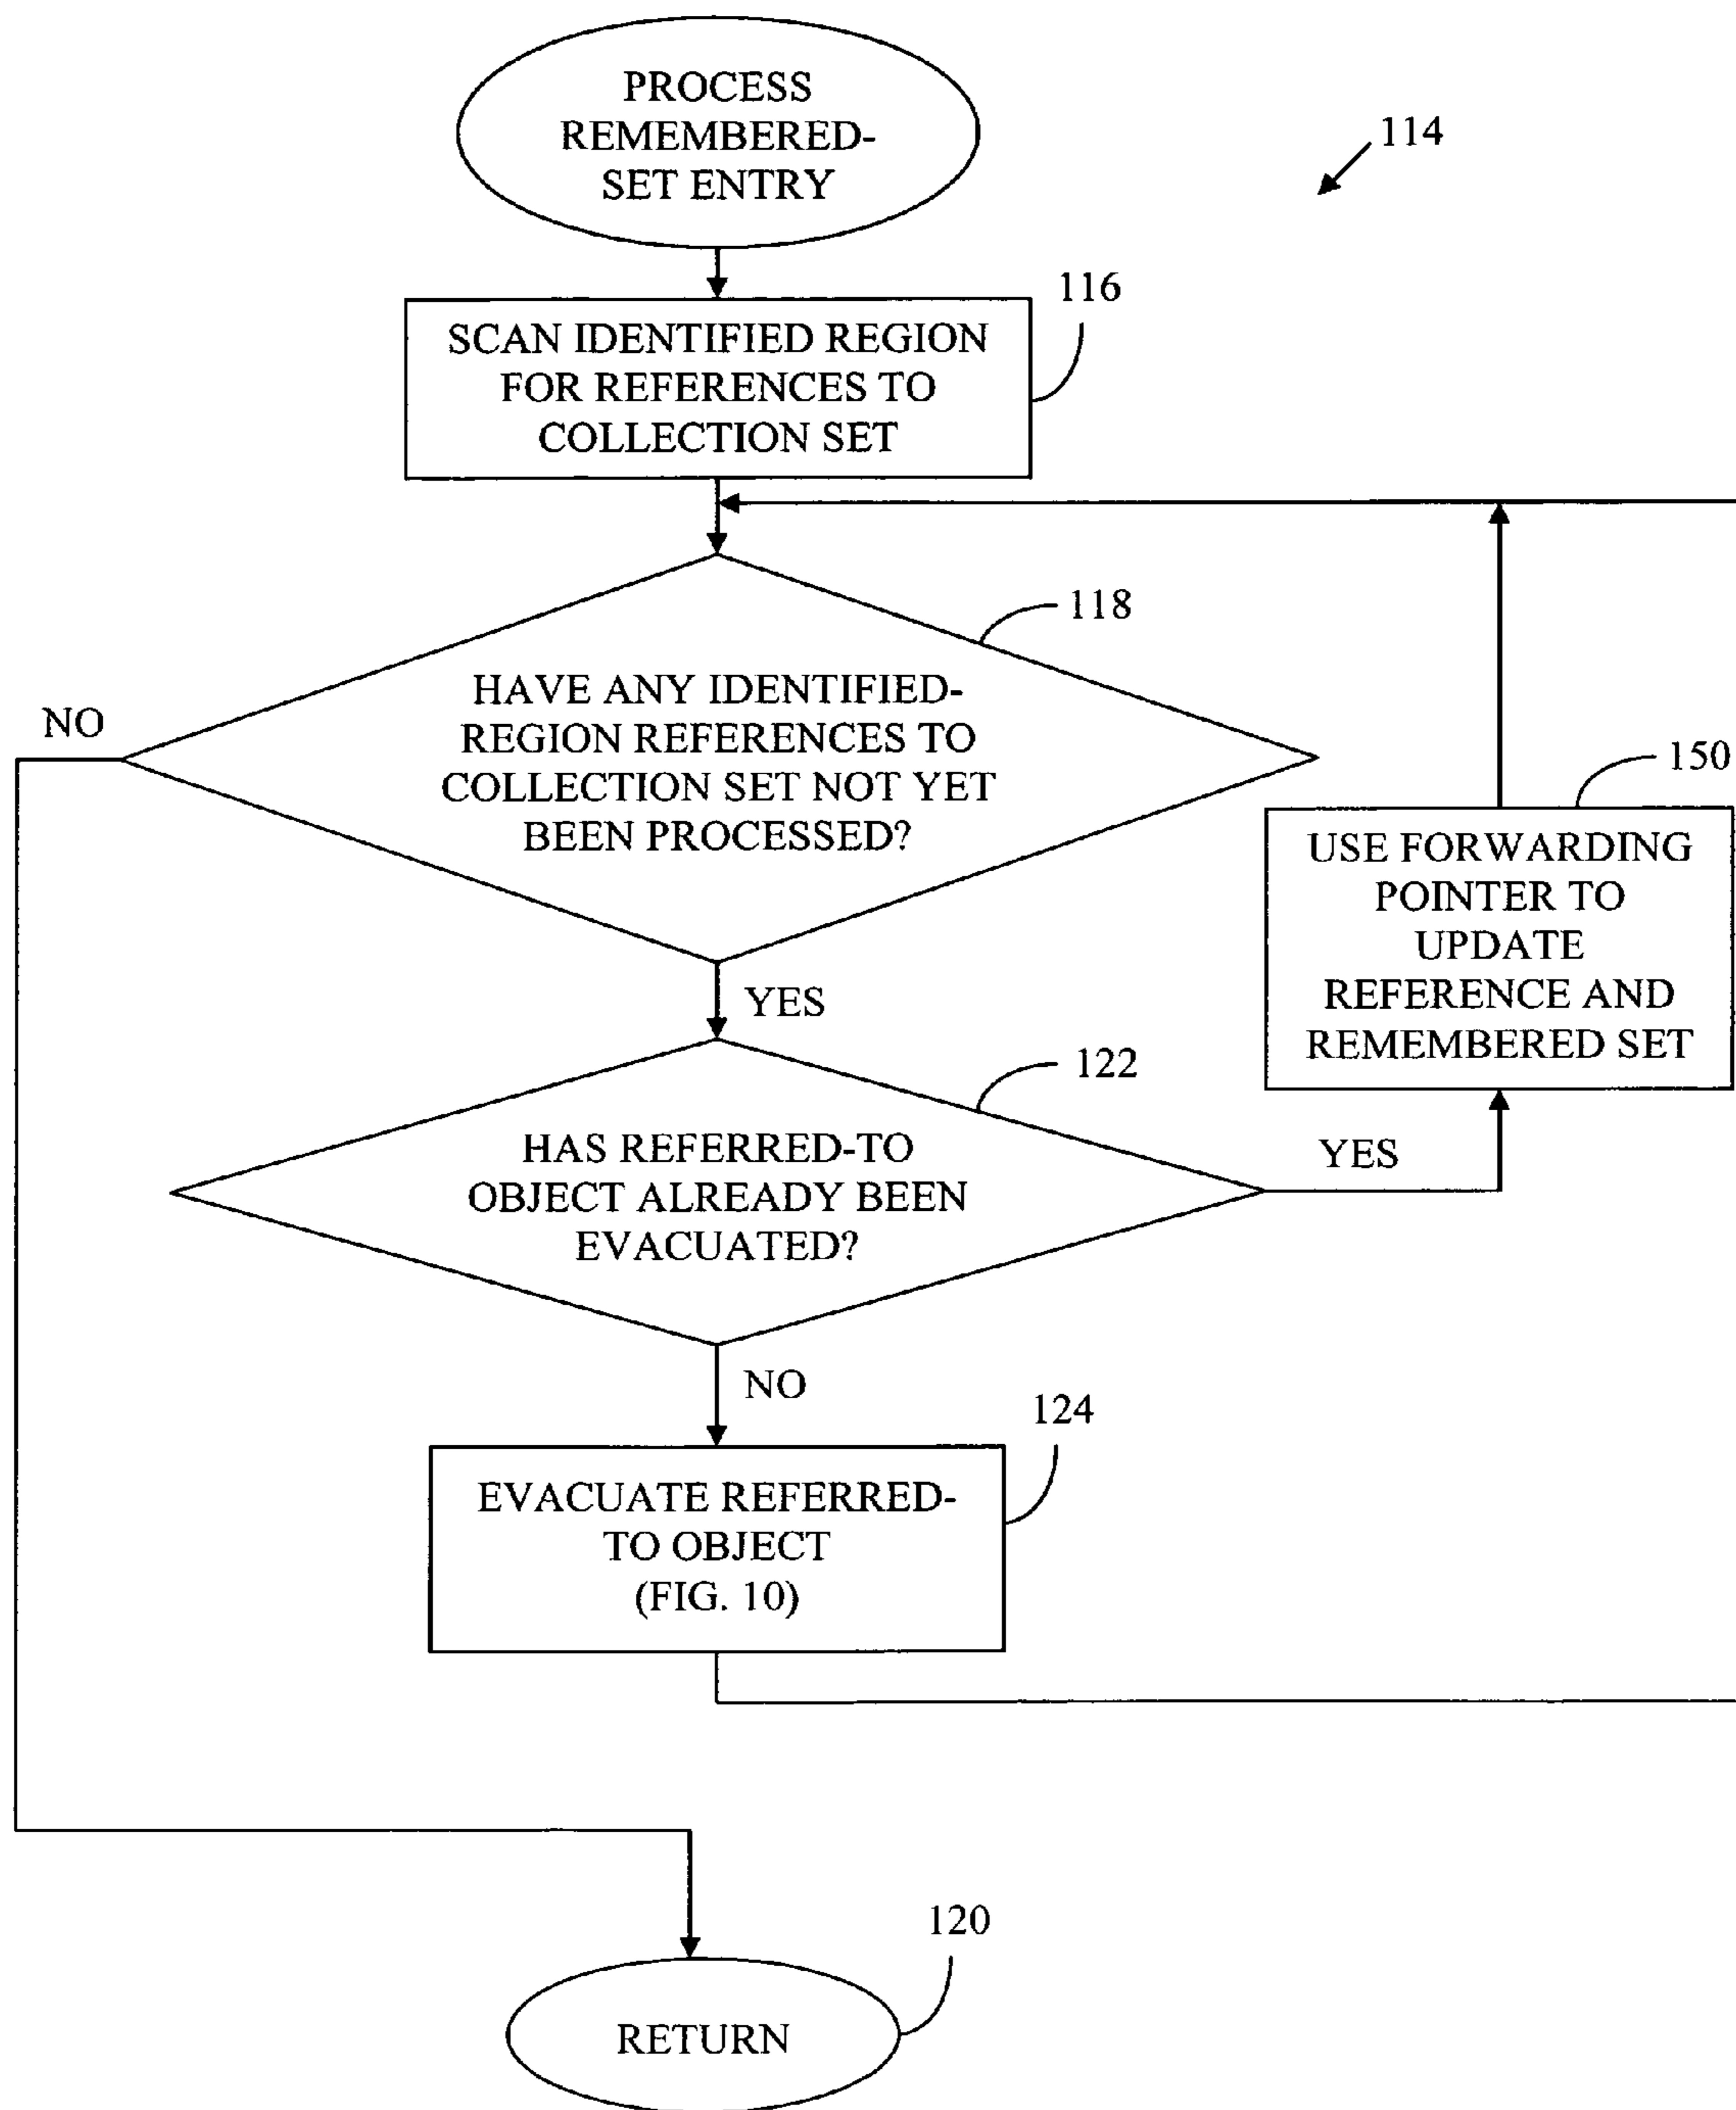 PROCESS
REMEMBERED-
SET ENTRY
114
116
SCAN IDENTIFIED REGION
FOR REFERENCES TO
COLLECTION SET
118
HAVE ANY IDENTIFIED-
REGION REFERENCES TO
COLLECTION SET NOT YET
BEEN PROCESSED?
NO
150
USE FORWARDING
POINTER TO
UPDATE
REFERENCE AND
REMEMBERED SET
YES
122
HAS REFERRED-TO
OBJECT ALREADY BEEN
EVACUATED?
YES
NO
124
EVACUATE REFERRED-
TO OBJECT
(FIG. 10)
120
RETURN